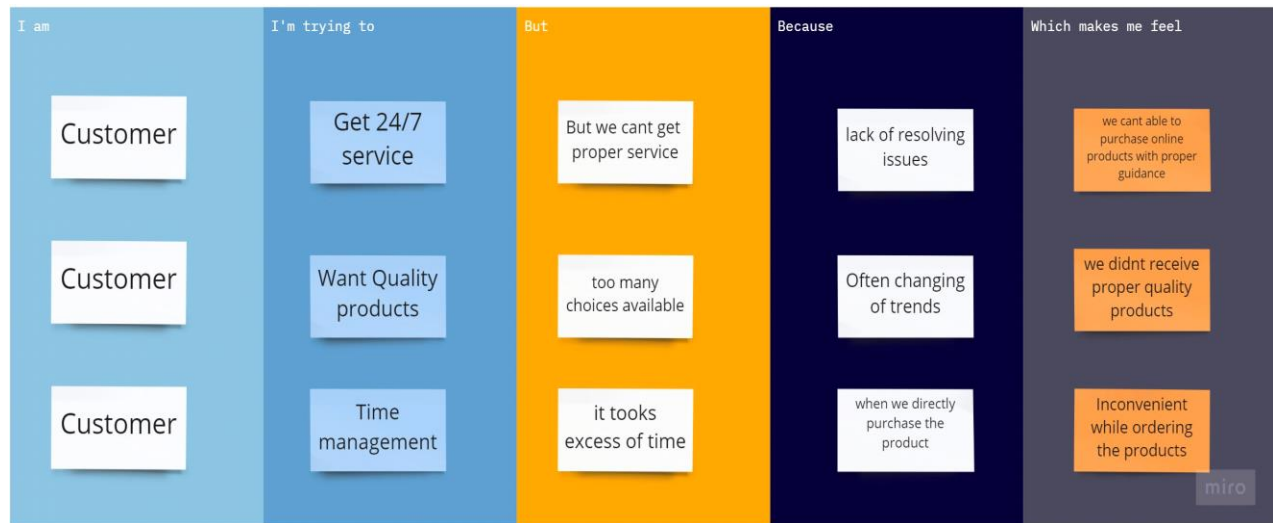 I am
I'm trying to
But
Because
Which makes me feel
Customer
Get 24/7
service
But we cant get
proper service
lack of resolving
issues
we cant able to
purchase online
products with proper
guidance
Customer
Want Quality
products
too many
choices available
Often changing
of trends
we didnt receive
proper quality
products
Customer
Time
management
it tooks
excess of time
when we directly
purchase the
product
Inconvenient
while ordering
the products
miro